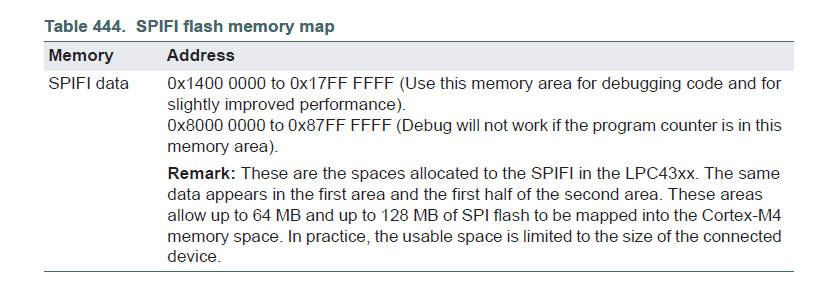 Table 444. SPIFI flash memory map
Memory Address
SPIFI data 0x1400 0000 to 0x17FF FFFF (Use this memory area for debugging code and for
slightly improved performance).
0x8000 0000 to 0x87FF FFFF (Debug will not work if the program counter is in this
memory area).
Remark: These are the spaces allocated to the SPIFI in the LPC43xx. The same
data appears in the first area and the first half of the second area. These areas
allow up to 64 MB and up to 128 MB of SPI flash to be mapped into the Cortex-M4
memory space. In practice, the usable space is limited to the size of the connected
device.